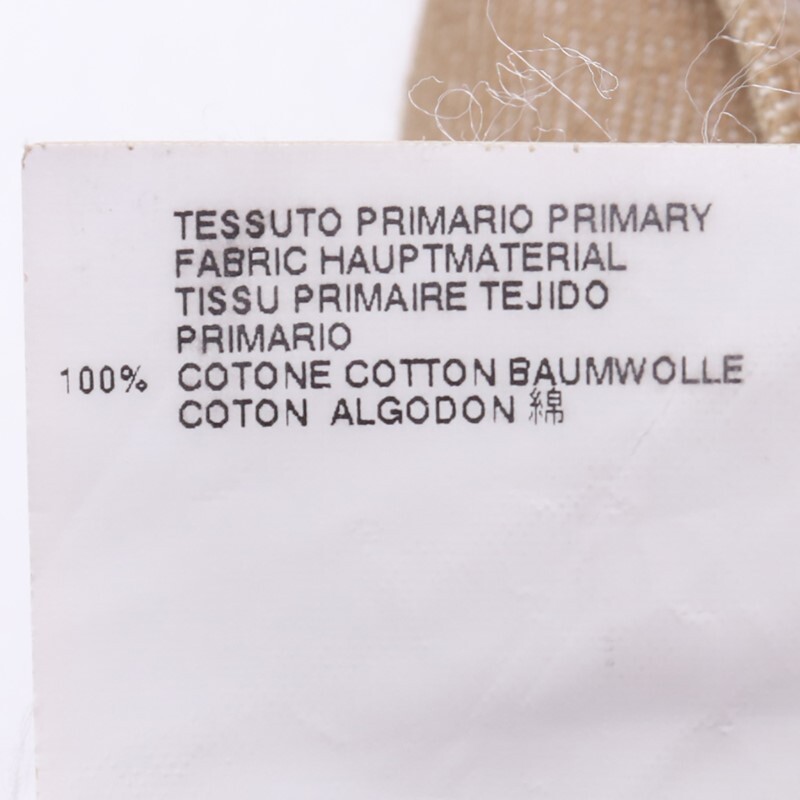 TESSUTO PRIMARIO PRIMARY
FABRIC HAUPTMATERIAL
TISSU PRIMAIRE TEJIDO
PRIMARIO
100% COTONE COTTON BAUMWOLLE
COTON ALGODON 綿